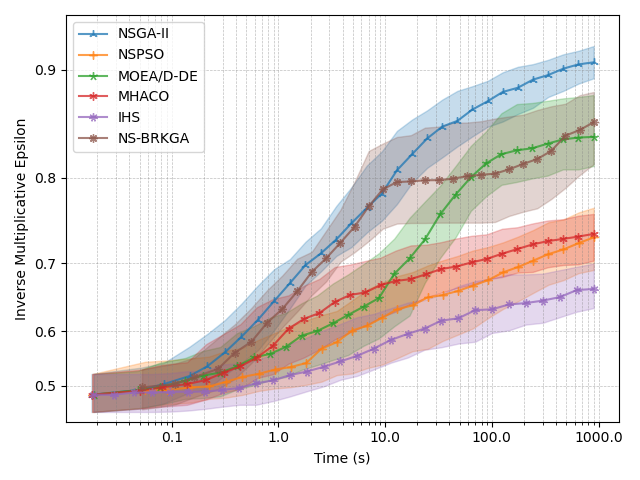 NSGA-II
NSPSO
MOEA/D-DE
MHACO
IHS
NS-BRKGA
Inverse Multiplicative Epsilon
0.9
0.8
0.7
0.6
0.5
0.1
1.0
10.0
100.0
1000.0
Time (s)